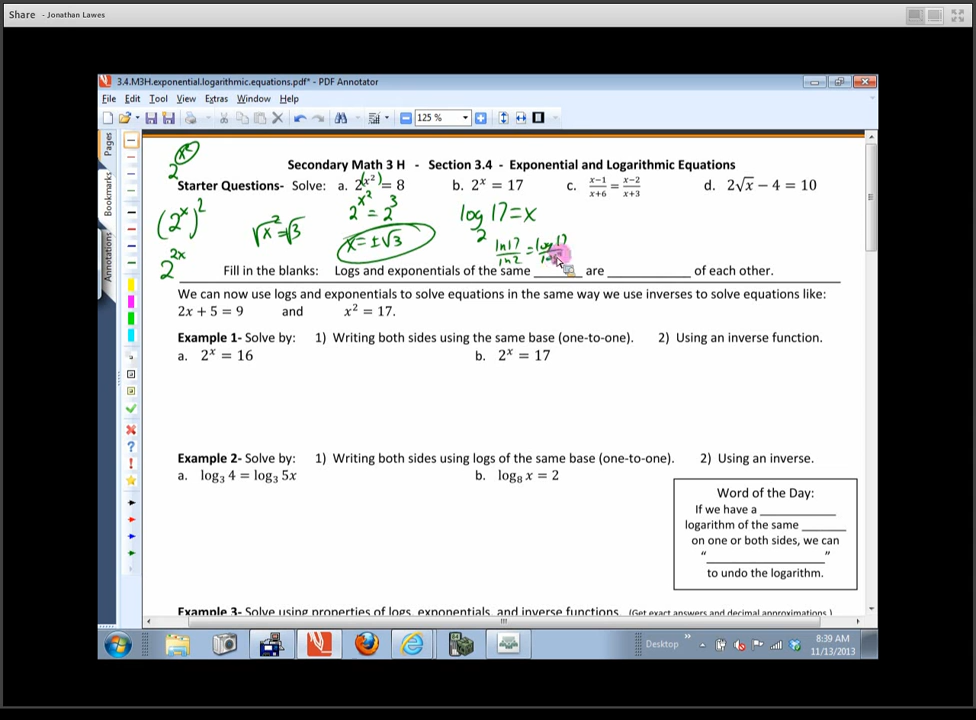 Share - Jonathan Lawes
3.4.M3H.exponential.logarithmic.equations.pdf* - PDF Annotator
File Edit Tool View Extras Window Help
125 %
Pages
Bookmarks
Annotations
2^(x²)
Secondary Math 3 H - Section 3.4 - Exponential and Logarithmic Equations
Starter Questions- Solve: a. 2^(x²) = 8 b. 2^x = 17 c. (x−1)/(x+6) = (x−2)/(x+3) d. 2√x − 4 = 10
(2^x)² √x² = √3 2^(x²) = 2³ log₂ 17 = x
x = ±√3
2^(2x) ln17/ln2 = log17
Fill in the blanks: Logs and exponentials of the same ______ are ____________ of each other.
We can now use logs and exponentials to solve equations in the same way we use inverses to solve equations like:
2x + 5 = 9 and x² = 17.
Example 1- Solve by: 1) Writing both sides using the same base (one-to-one). 2) Using an inverse function.
a. 2^x = 16 b. 2^x = 17
Example 2- Solve by: 1) Writing both sides using logs of the same base (one-to-one). 2) Using an inverse.
a. log₃ 4 = log₃ 5x b. log₈ x = 2
Word of the Day:
If we have a ____________
logarithm of the same _______
on one or both sides, we can
"___________________"
to undo the logarithm.
Example 3- Solve using properties of logs, exponentials, and inverse functions. (Get exact answers and decimal approximations.)
Desktop
8:39 AM
11/13/2013